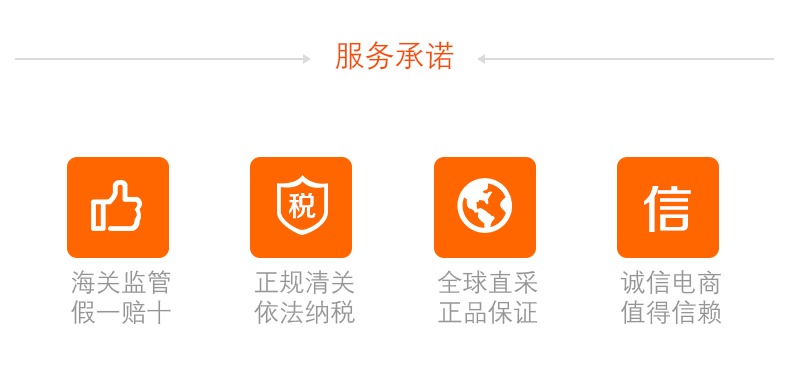 服务承诺
税
信
海关监管
假一赔十
正规清关
依法纳税
全球直采
正品保证
诚信电商
值得信赖